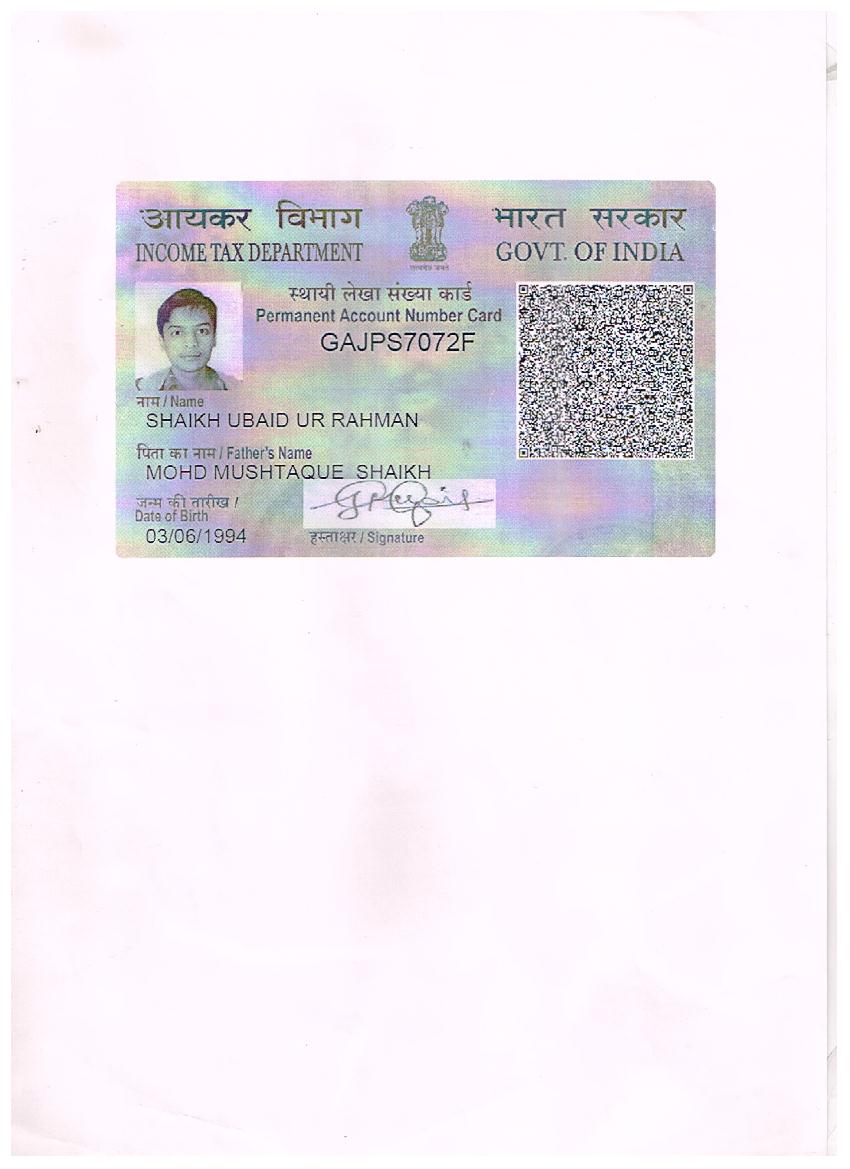 आयकर विभाग
INCOME TAX DEPARTMENT
सत्यमेव जयते
भारत सरकार
GOVT. OF INDIA
स्थायी लेखा संख्या कार्ड
Permanent Account Number Card
GAJPS7072F
नाम / Name
SHAIKH UBAID UR RAHMAN
पिता का नाम / Father's Name
MOHD MUSHTAQUE SHAIKH
जन्म की तारीख /
Date of Birth
03/06/1994
हस्ताक्षर / Signature